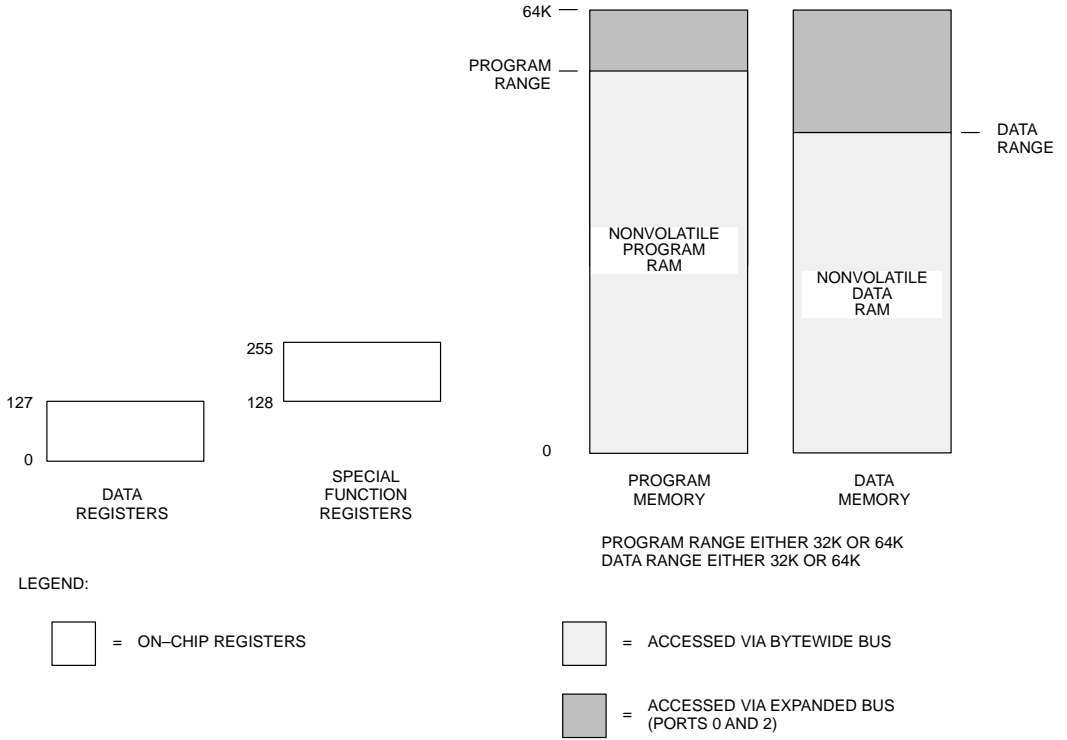 64K
PROGRAM
RANGE
DATA
RANGE
NONVOLATILE
PROGRAM
RAM
NONVOLATILE
DATA
RAM
255
128
127
0
0
DATA
REGISTERS
SPECIAL
FUNCTION
REGISTERS
PROGRAM
MEMORY
DATA
MEMORY
PROGRAM RANGE EITHER 32K OR 64K
DATA RANGE EITHER 32K OR 64K
LEGEND:
= ON–CHIP REGISTERS
= ACCESSED VIA BYTEWIDE BUS
= ACCESSED VIA EXPANDED BUS
(PORTS 0 AND 2)